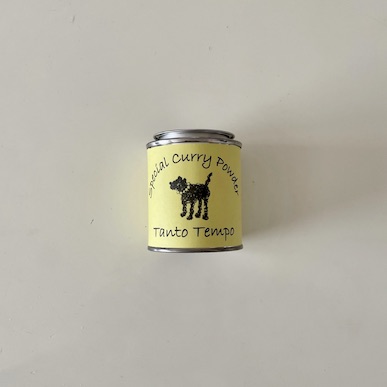 Special Curry Powder
Tanto Tempo